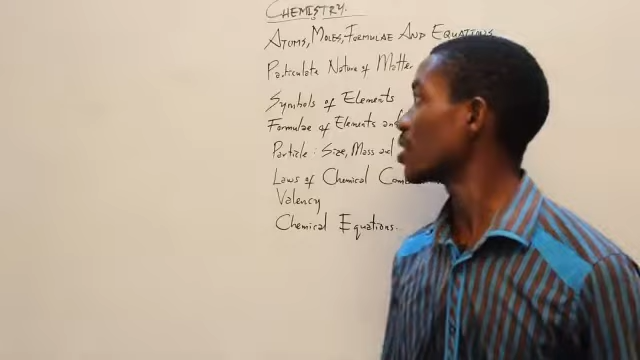 CHEMISTRY.
ATOMS, MOLES, FORMULAE AND EQUATIONS
Particulate Nature of Matter
Symbols of Elements
Formulae of Elements and
Particle : Size, Mass and
Laws of Chemical
Valency
Chemical Equations.